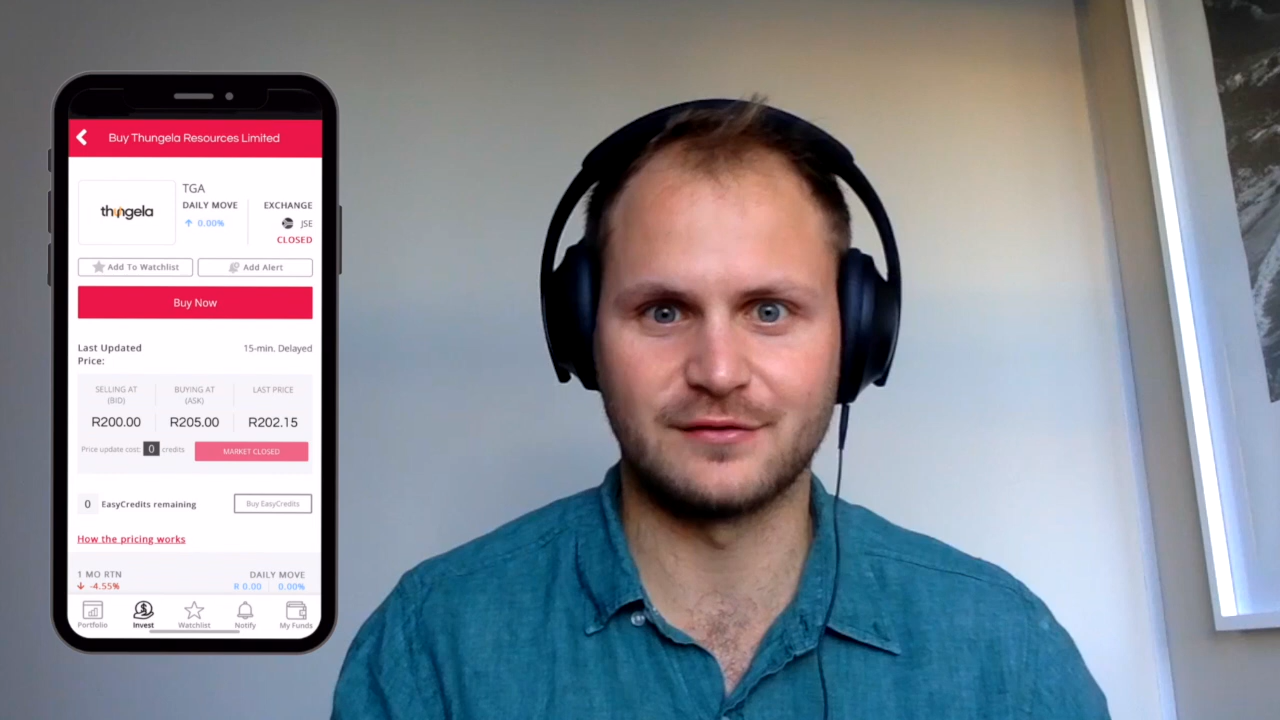 Buy Thungela Resources Limited
thungela
TGA
DAILY MOVE
EXCHANGE
0.00%
JSE
CLOSED
Add To Watchlist
Add Alert
Buy Now
Last Updated
Price:
15-min. Delayed
SELLING AT
(BID)
BUYING AT
(ASK)
LAST PRICE
R200.00
R205.00
R202.15
Price update cost: 0 credits
MARKET CLOSED
0 EasyCredits remaining
Buy EasyCredits
How the pricing works
1 MO RTN
DAILY MOVE
-4.55%
R 0.00
0.00%
Portfolio
Invest
Watchlist
Notify
My Funds